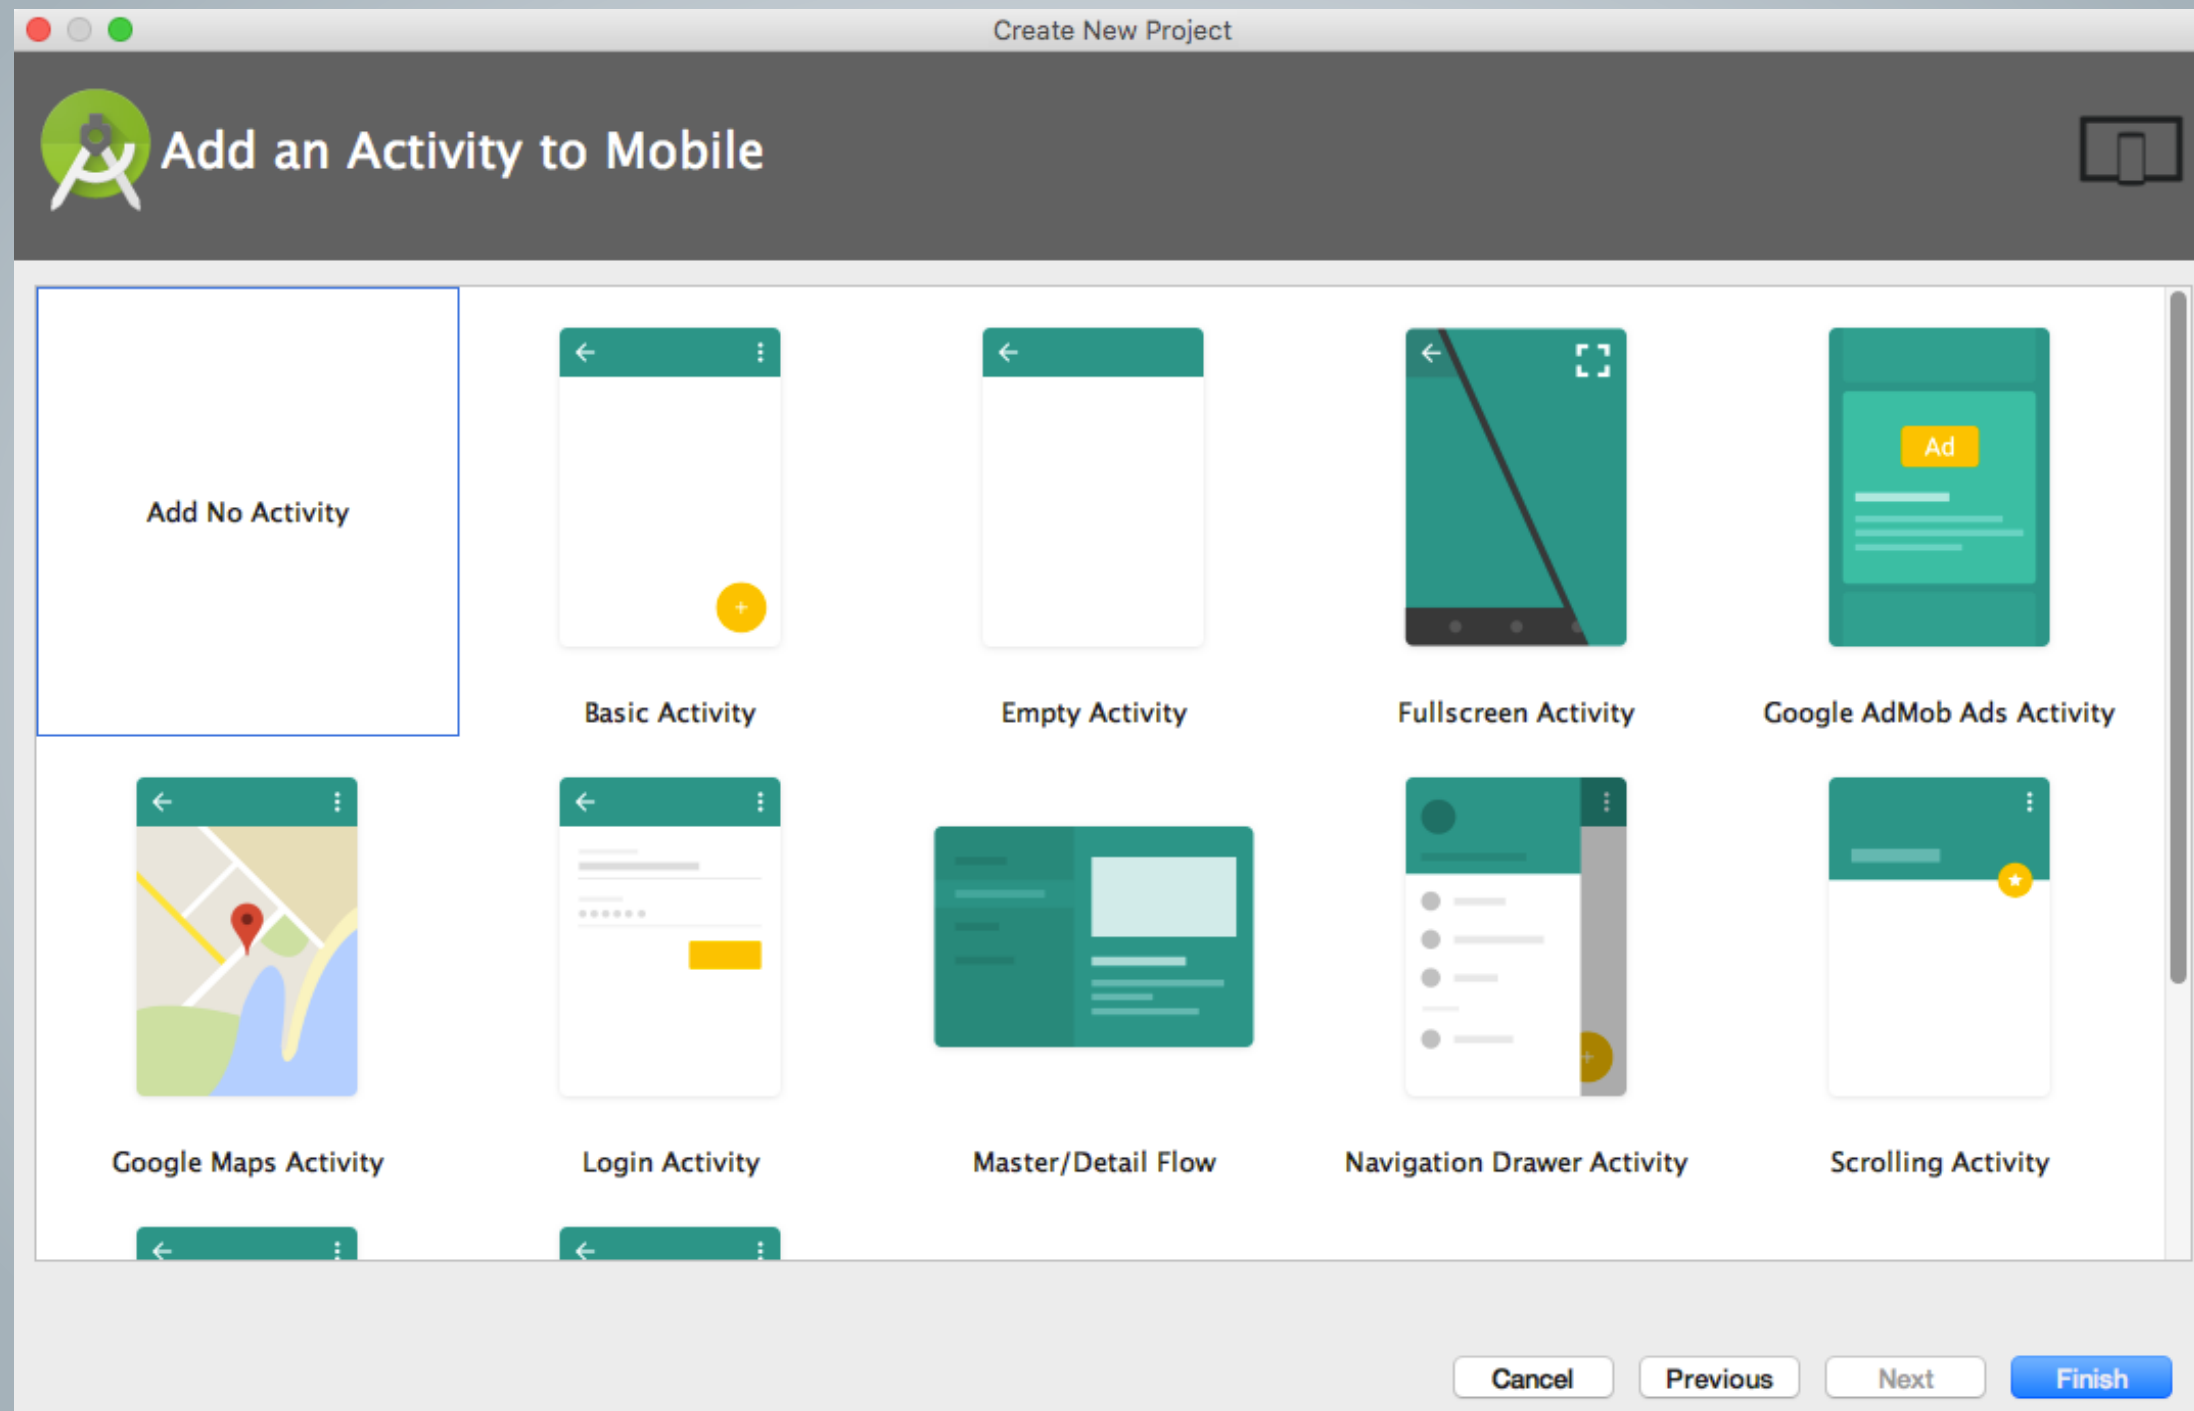 Create New Project
Add an Activity to Mobile
Ad
Add No Activity
Basic Activity
Empty Activity
Fullscreen Activity
Google AdMob Ads Activity
Google Maps Activity
Login Activity
Master/Detail Flow
Navigation Drawer Activity
Scrolling Activity
Cancel
Previous
Next
Finish